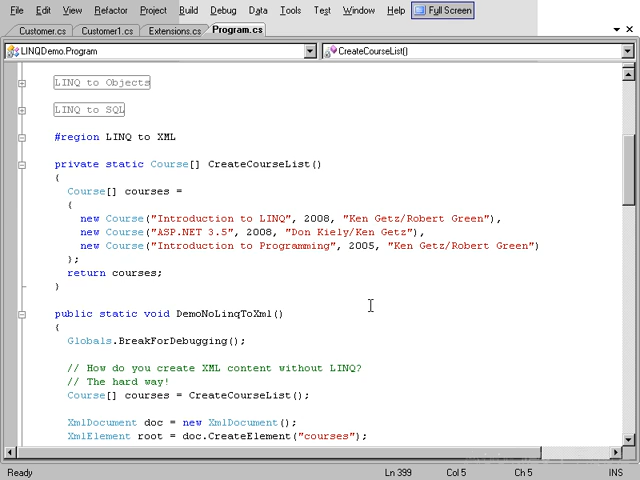 File Edit View Refactor Project Build Debug Data Tools Test Window Help Full Screen
Customer.cs Customer1.cs Extensions.cs Program.cs
LINQDemo.Program CreateCourseList()
LINQ to Objects
LINQ to SQL
#region LINQ to XML
private static Course[] CreateCourseList()
{
Course[] courses =
{
new Course("Introduction to LINQ", 2008, "Ken Getz/Robert Green"),
new Course("ASP.NET 3.5", 2008, "Don Kiely/Ken Getz"),
new Course("Introduction to Programming", 2005, "Ken Getz/Robert Green")
};
return courses;
}
public static void DemoNoLinqToXml()
{
Globals.BreakForDebugging();
// How do you create XML content without LINQ?
// The hard way!
Course[] courses = CreateCourseList();
XmlDocument doc = new XmlDocument();
XmlElement root = doc.CreateElement("courses");
Ready Ln 399 Col 5 Ch 5 INS